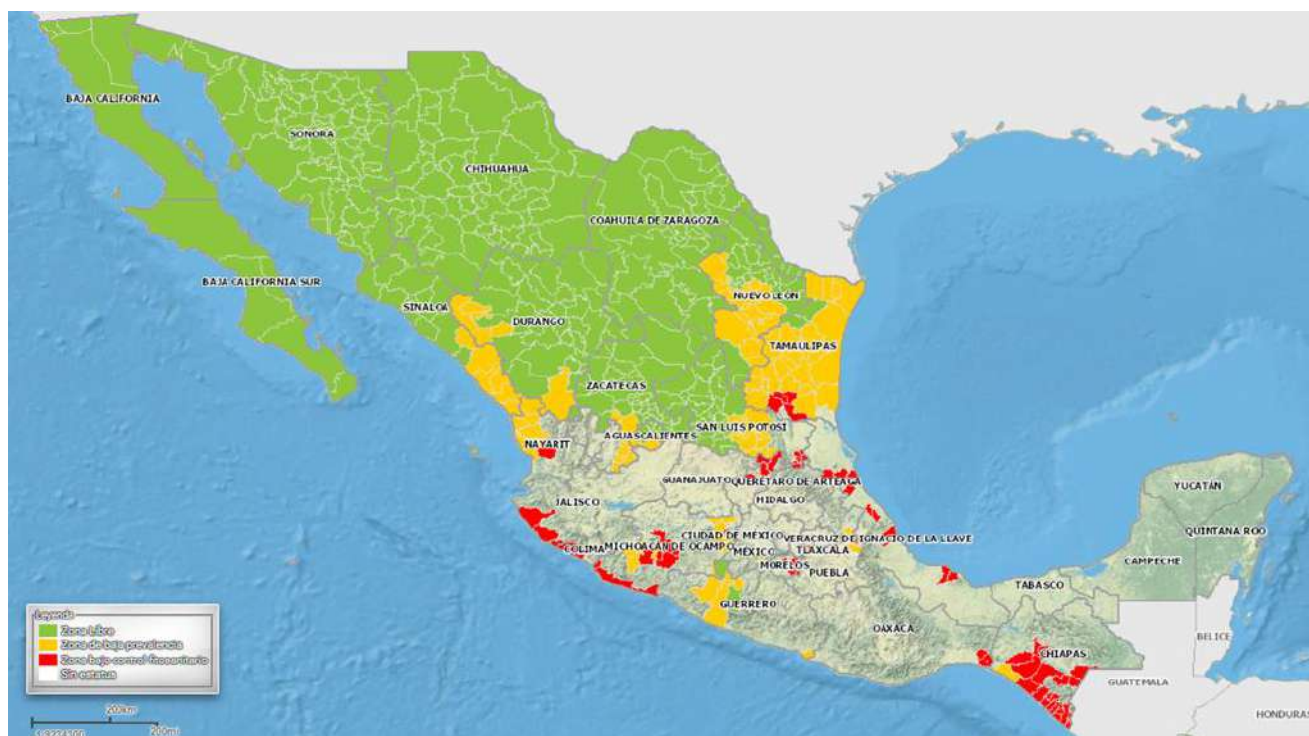 BAJA CALIFORNIA
SONORA
CHIHUAHUA
COAHUILA DE ZARAGOZA
BAJA CALIFORNIA SUR
SINALOA
DURANGO
NUEVO LEÓN
TAMAULIPAS
ZACATECAS
SAN LUIS POTOSI
AGUASCALIENTES
NAYARIT
GUANAJUATO
QUERETARO DE ARTEAGA
HIDALGO
JALISCO
YUCATÁN
QUINTANA ROO
CAMPECHE
CIUDAD DE MÉXICO
VERACRUZ DE IGNACIO DE LA LLAVE
COLIMA
MICHOACÁN DE OCAMPO
MÉXICO
TLAXCALA
MORELOS
PUEBLA
TABASCO
GUERRERO
OAXACA
CHIAPAS
BELICE
GUATEMALA
HONDURAS
Leyenda
Zona Libre
Zona de baja prevalencia
Zona bajo control fitosanitario
Sin estatus
200km
200mi